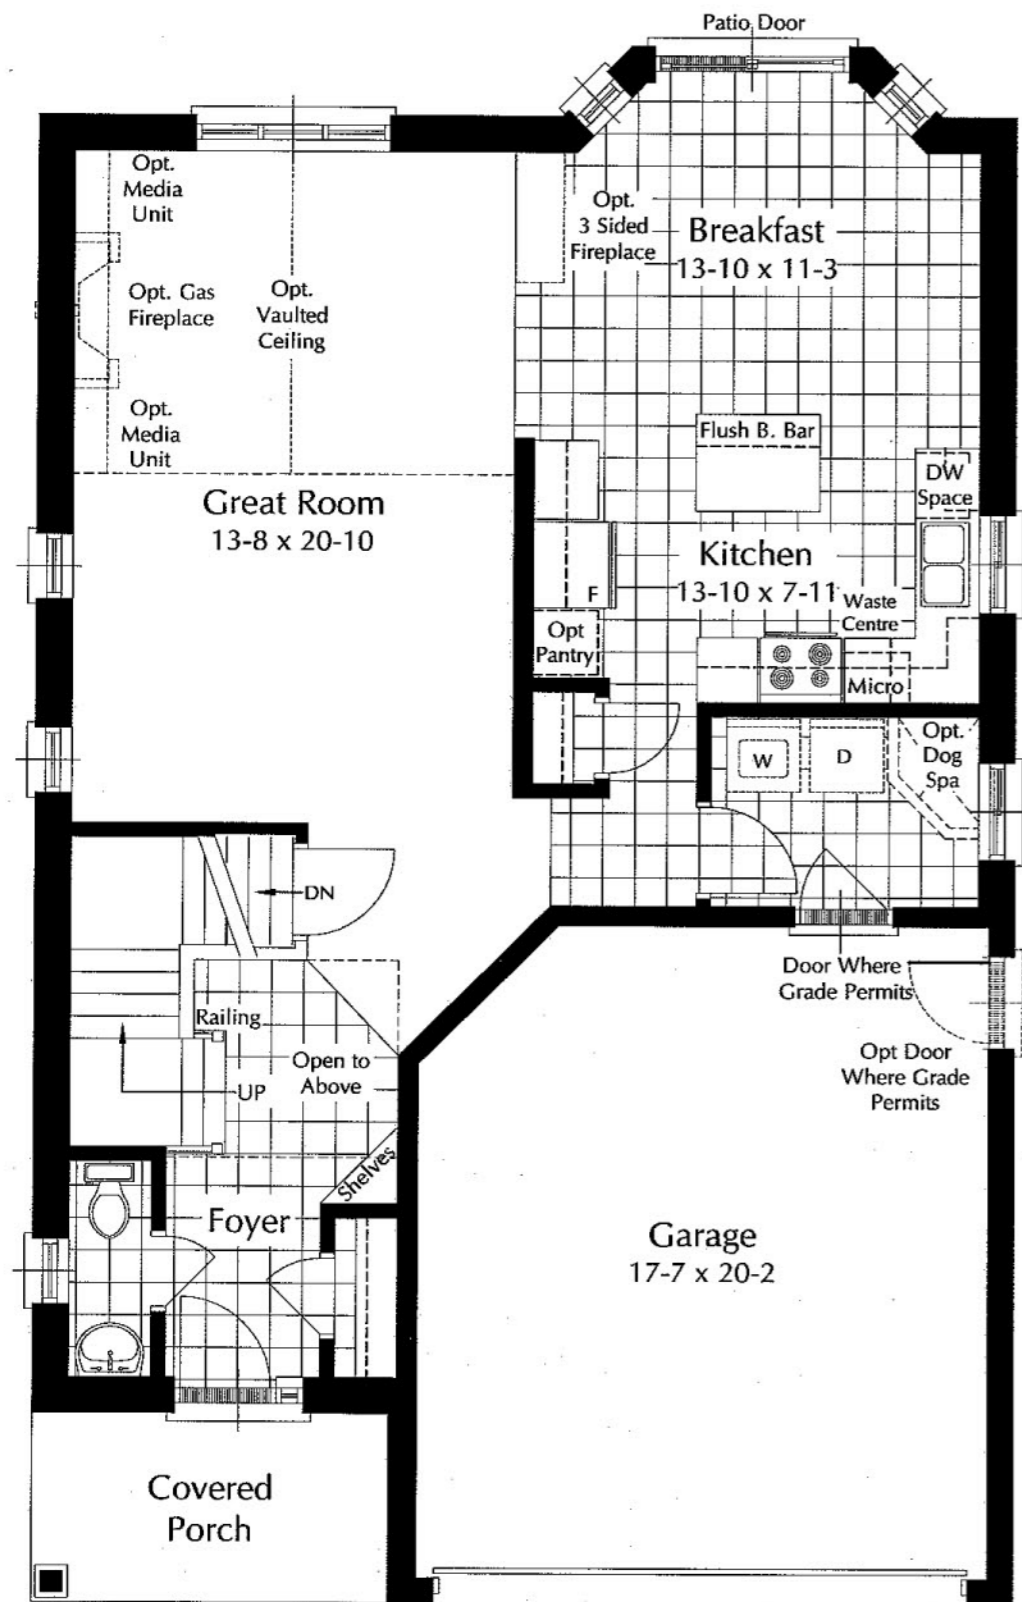 Patio Door
Opt.
Media
Unit
Opt. Gas
Fireplace
Opt.
Vaulted
Ceiling
Opt.
3 Sided
Fireplace
Breakfast
13-10 x 11-3
Opt.
Media
Unit
Flush B. Bar
DW
Space
Great Room
13-8 x 20-10
Kitchen
13-10 x 7-11
F
Waste
Centre
Opt
Pantry
Micro
W
D
Opt.
Dog
Spa
DN
Door Where
Grade Permits
Railing
Open to
Above
UP
Opt Door
Where Grade
Permits
Shelves
Foyer
Garage
17-7 x 20-2
Covered
Porch